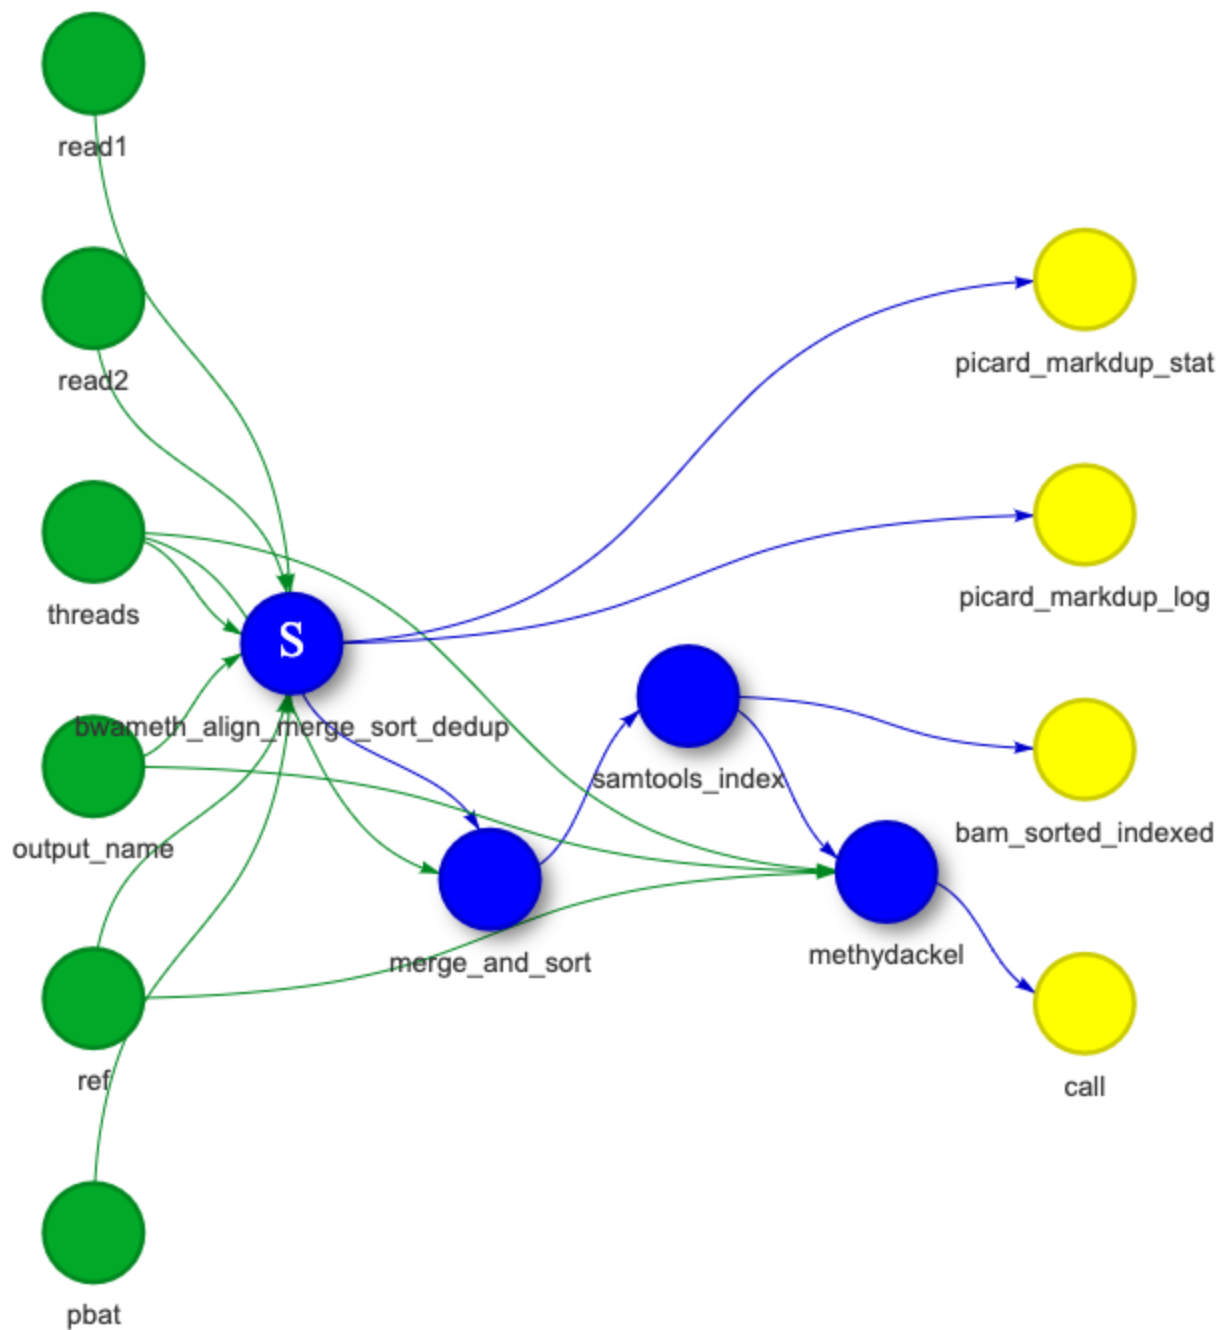 read1
read2
picard_markdup_stat
threads
picard_markdup_log
S
bwameth_align_merge_sort_dedup
samtools_index
output_name
bam_sorted_indexed
merge_and_sort
methydackel
ref
call
pbat